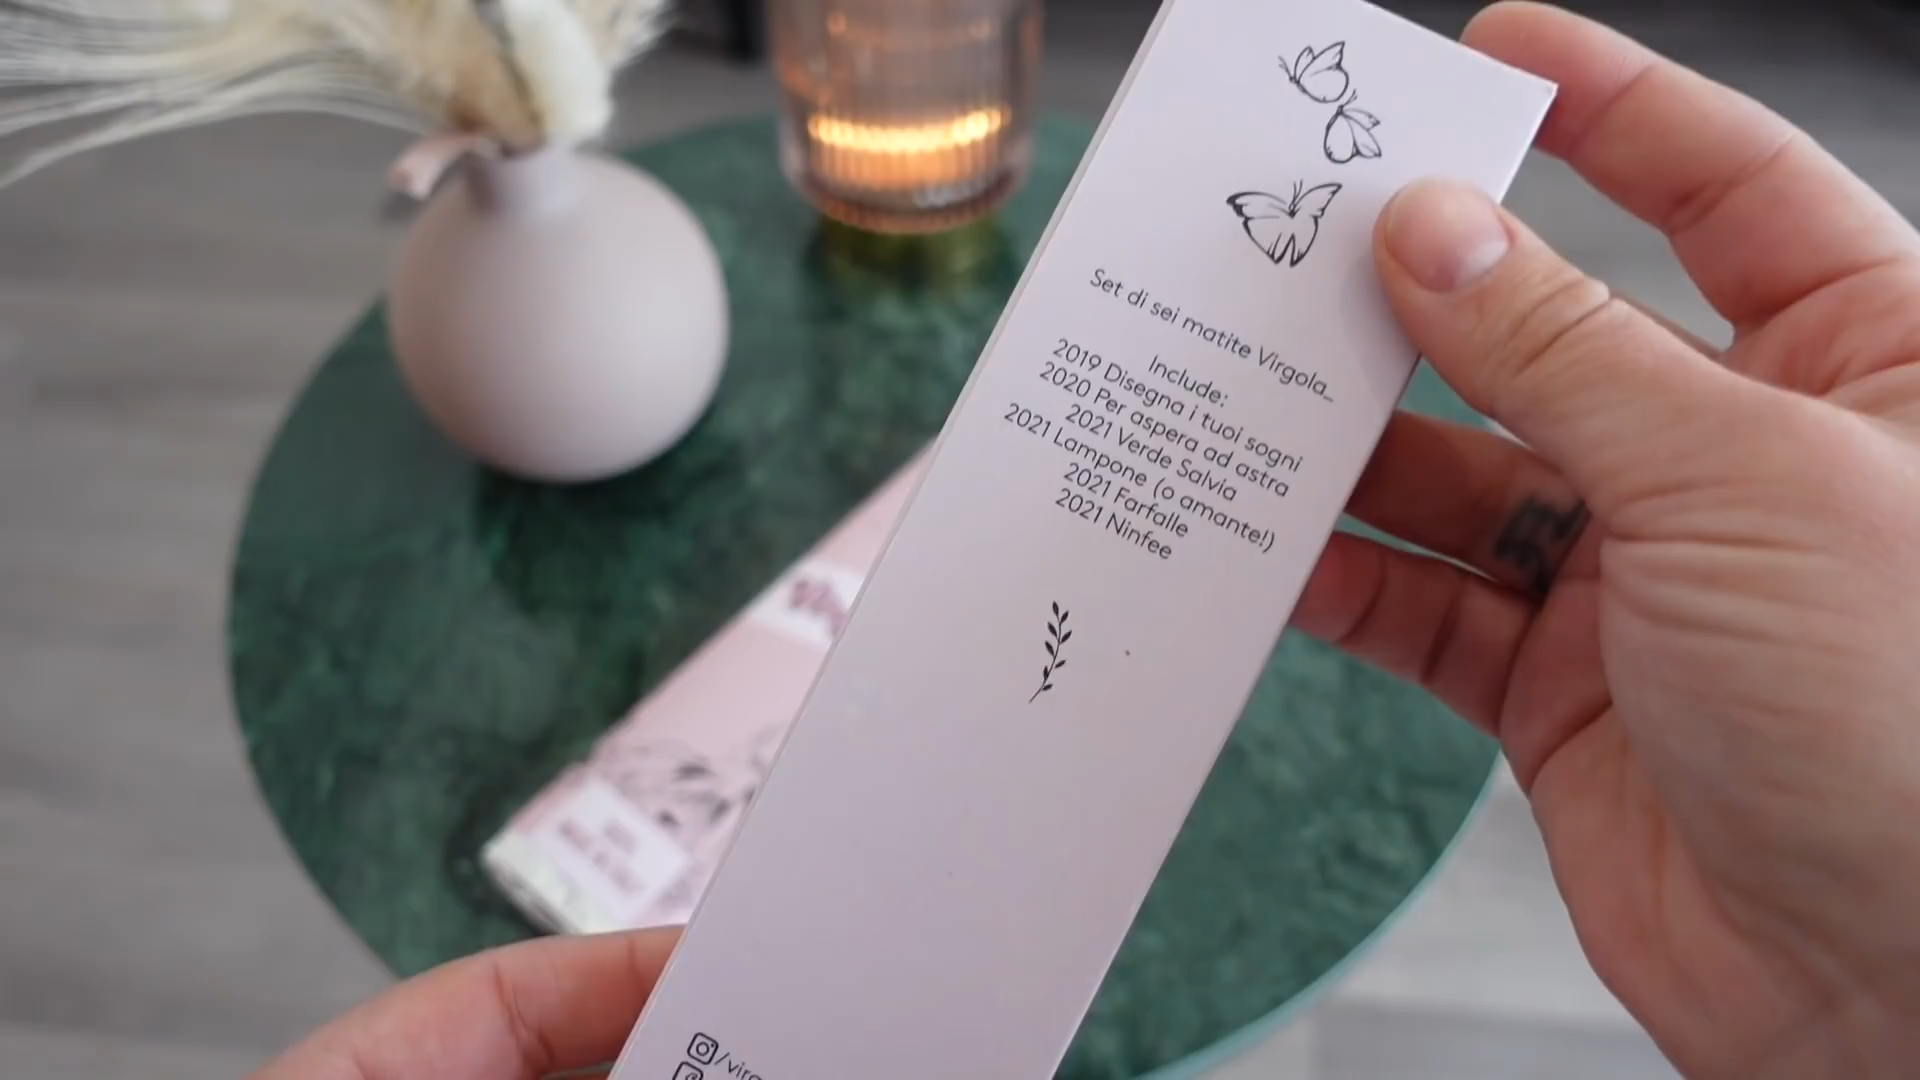 Set di sei matite Virgola_
Include:
2019 Disegna i tuoi sogni
2020 Per aspera ad astra
2021 Verde Salvia
2021 Lampone (o amante!)
2021 Farfalle
2021 Ninfee